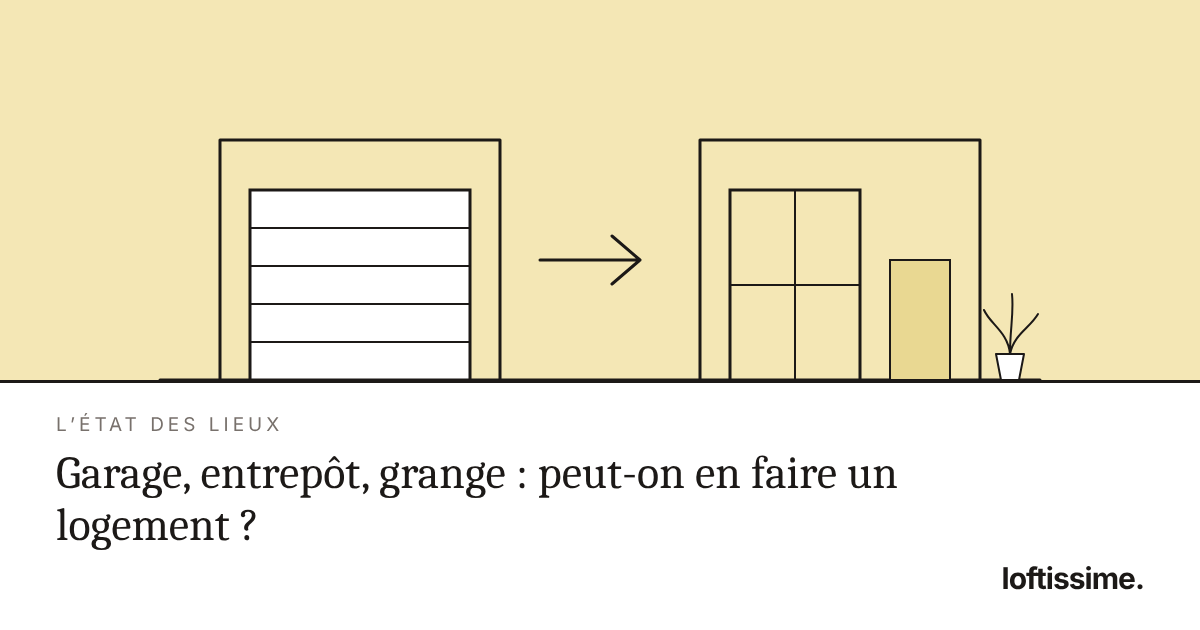 L’ÉTAT DES LIEUX
Garage, entrepôt, grange : peut-on en faire un
logement ?
loftissime.